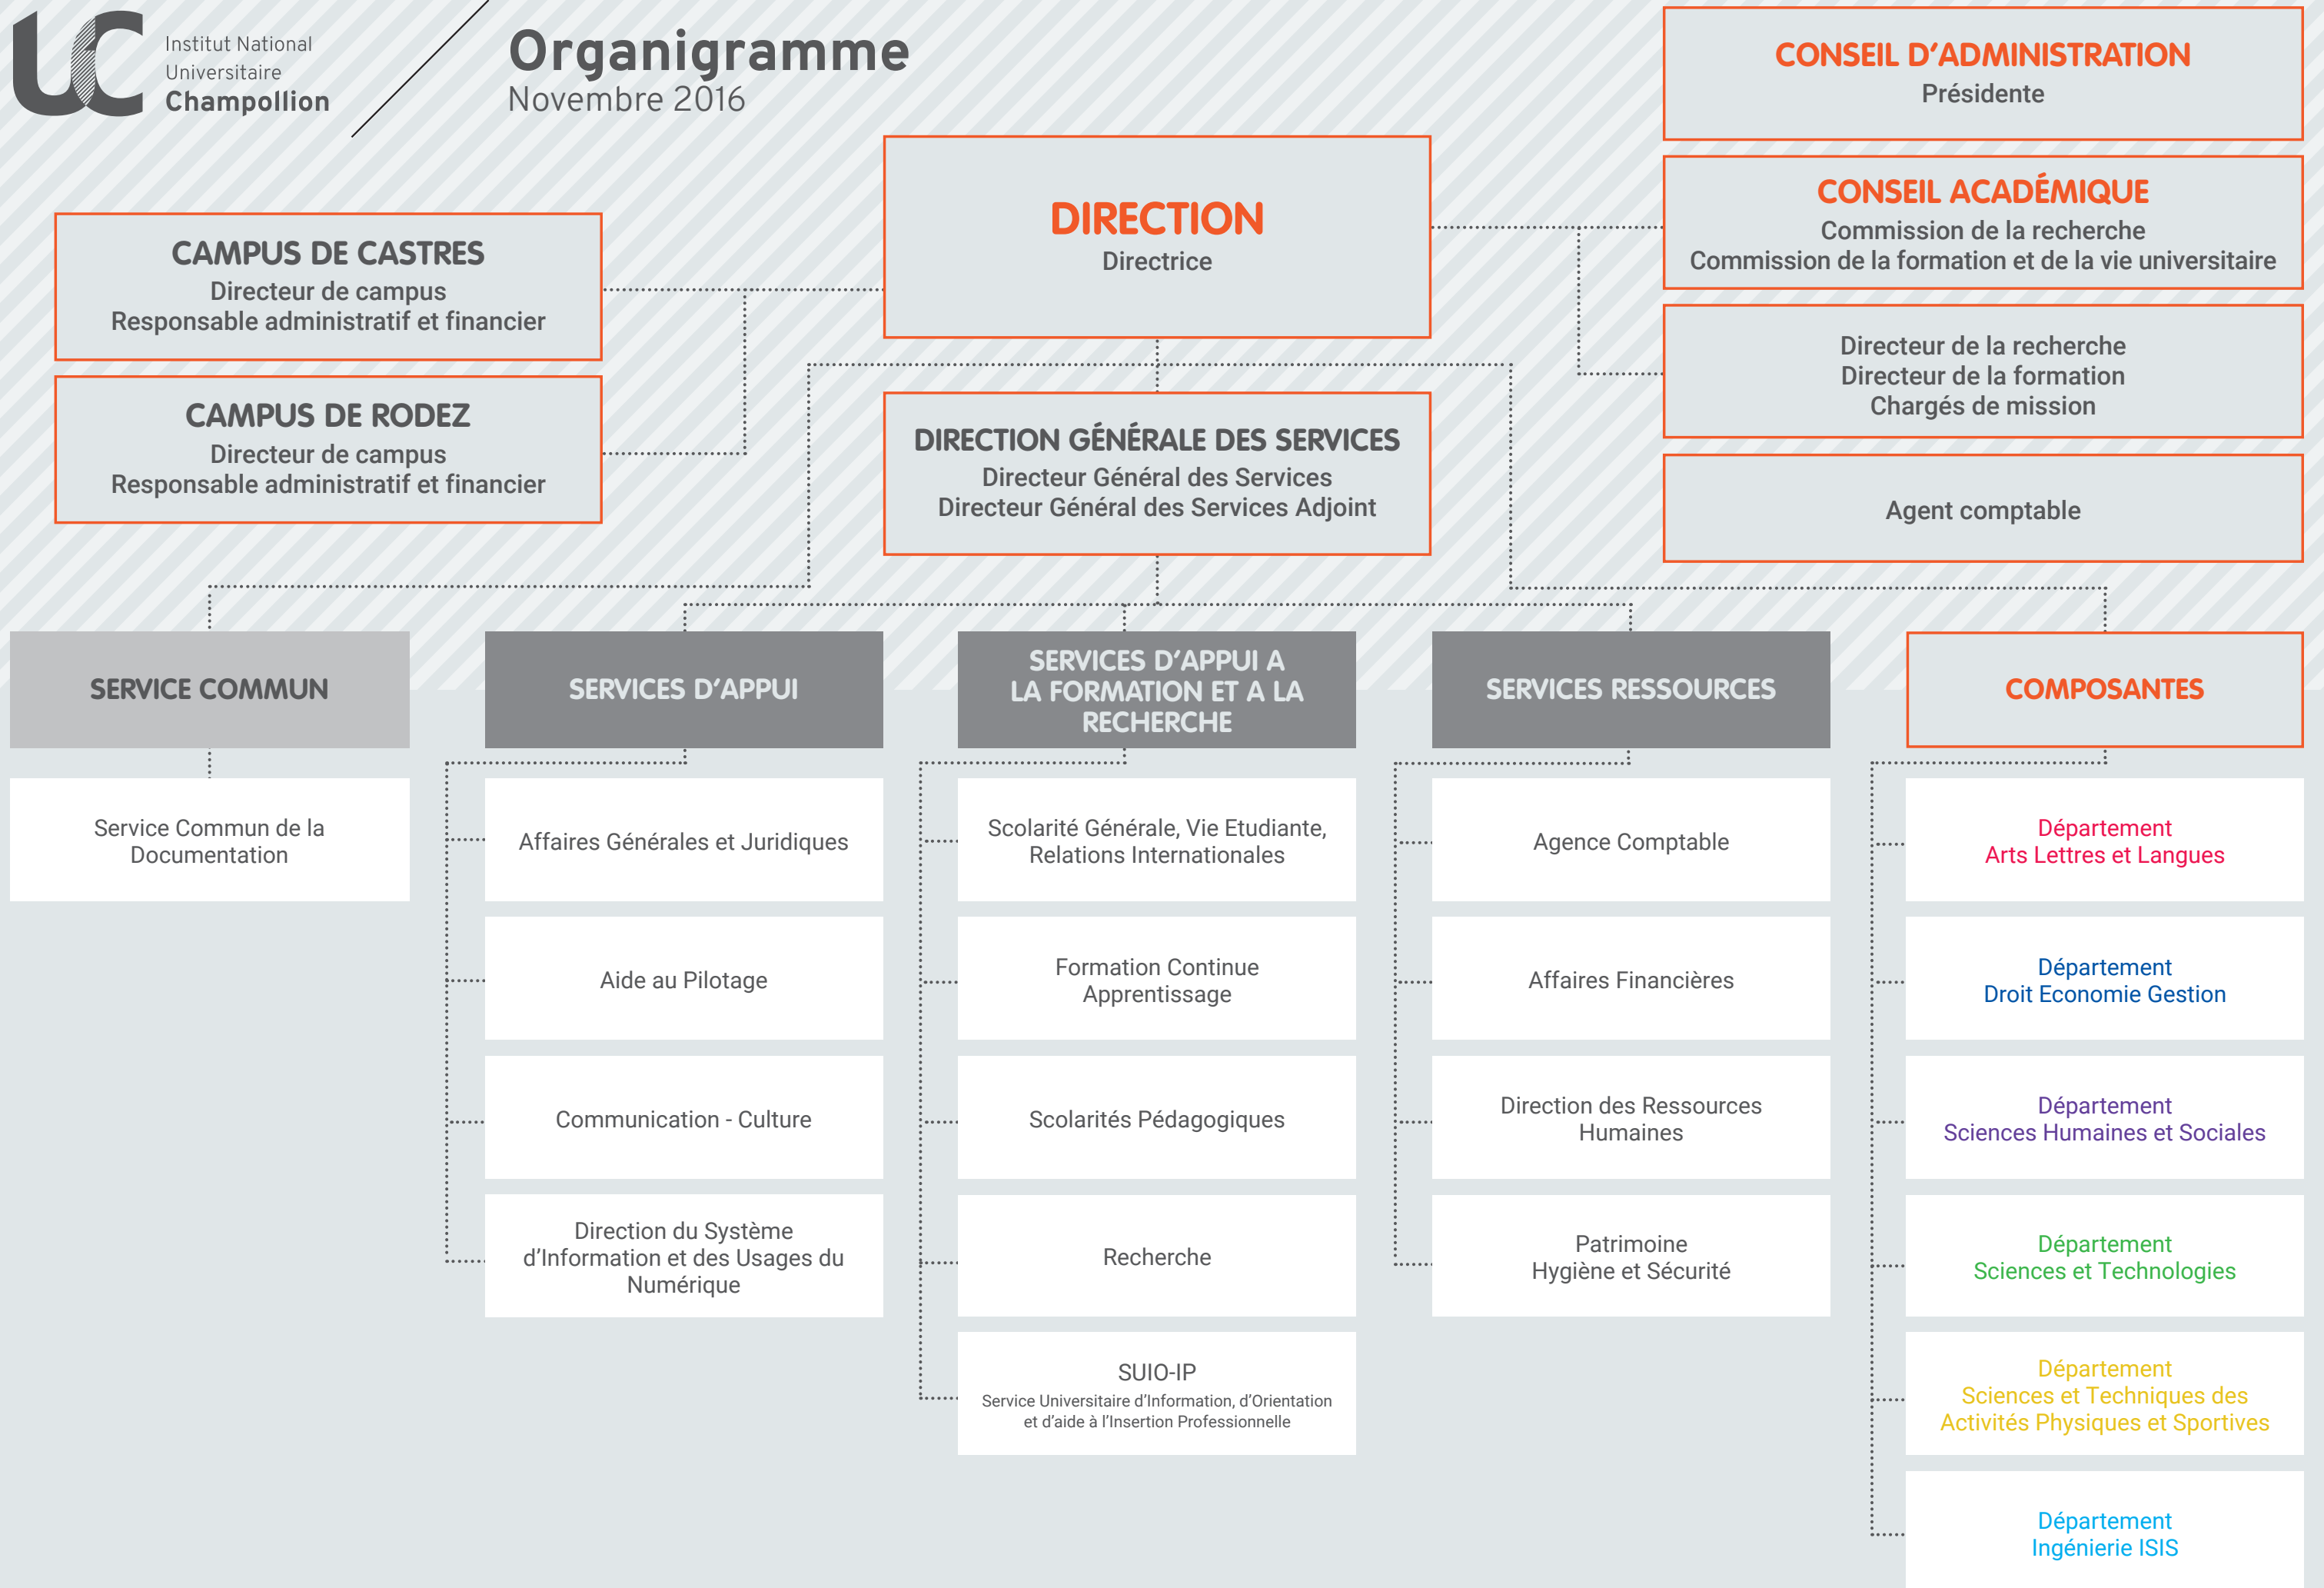 UC
Institut National
Universitaire
Champollion
Organigramme
Novembre 2016
CONSEIL D'ADMINISTRATION
Présidente
CONSEIL ACADÉMIQUE
Commission de la recherche
Commission de la formation et de la vie universitaire
Directeur de la recherche
Directeur de la formation
Chargés de mission
Agent comptable
DIRECTION
Directrice
CAMPUS DE CASTRES
Directeur de campus
Responsable administratif et financier
CAMPUS DE RODEZ
Directeur de campus
Responsable administratif et financier
DIRECTION GÉNÉRALE DES SERVICES
Directeur Général des Services
Directeur Général des Services Adjoint
SERVICE COMMUN
Service Commun de la
Documentation
SERVICES D'APPUI
Affaires Générales et Juridiques
Aide au Pilotage
Communication - Culture
Direction du Système
d'Information et des Usages du
Numérique
SERVICES D'APPUI A
LA FORMATION ET A LA
RECHERCHE
Scolarité Générale, Vie Etudiante,
Relations Internationales
Formation Continue
Apprentissage
Scolarités Pédagogiques
Recherche
SUIO-IP
Service Universitaire d'Information, d'Orientation
et d'aide à l'Insertion Professionnelle
SERVICES RESSOURCES
Agence Comptable
Affaires Financières
Direction des Ressources
Humaines
Patrimoine
Hygiène et Sécurité
COMPOSANTES
Département
Arts Lettres et Langues
Département
Droit Economie Gestion
Département
Sciences Humaines et Sociales
Département
Sciences et Technologies
Département
Sciences et Techniques des
Activités Physiques et Sportives
Département
Ingénierie ISIS